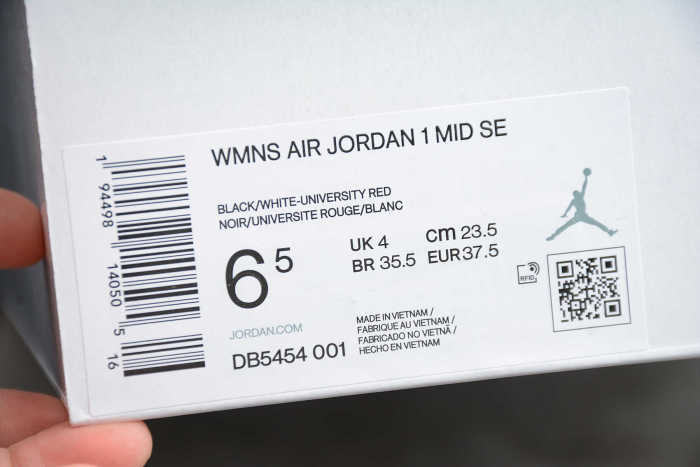 WMNS AIR JORDAN 1 MID SE
BLACK/WHITE-UNIVERSITY RED
NOIR/UNIVERSITE ROUGE/BLANC
6 5
UK 4 cm 23.5
BR 35.5 EUR 37.5
RFID
JORDAN.COM
DB5454 001
MADE IN VIETNAM /
FABRIQUE AU VIETNAM /
FABRICADO NO VIETNÃ /
HECHO EN VIETNAM
1 94498 14050 5 16